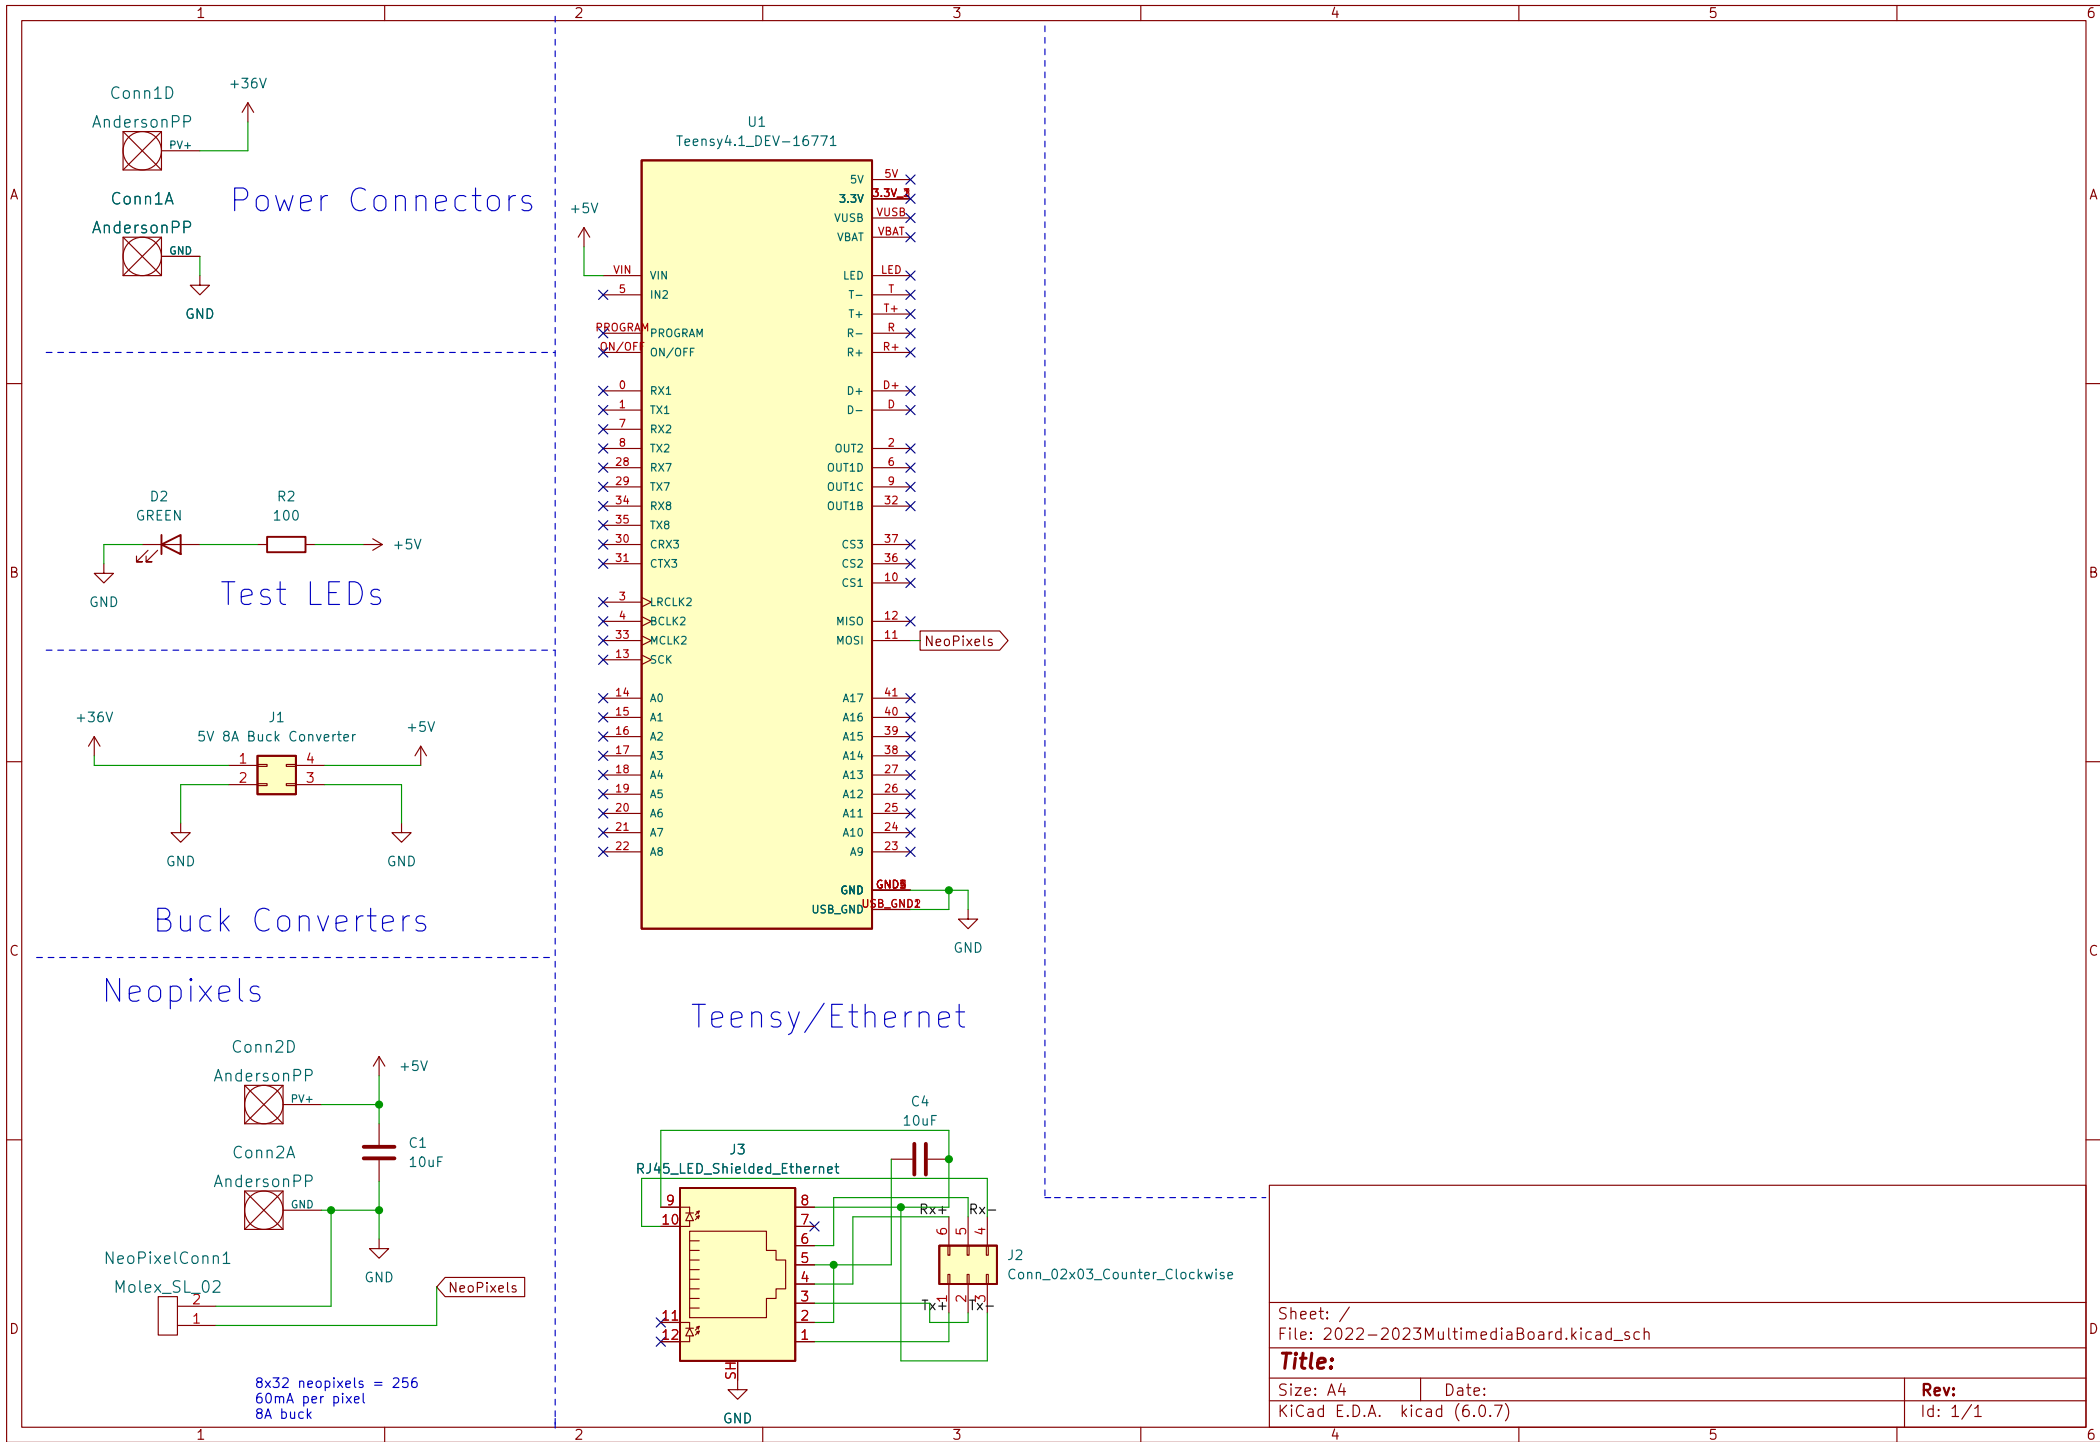 1 2 3 4 5 6
A
B
C
D
Conn1D
AndersonPP
PV+
+36V
Conn1A
AndersonPP
GND
GND
Power Connectors
D2
GREEN
R2
100
+5V
GND
Test LEDs
+36V
J1
5V 8A Buck Converter
+5V
1 4
2 3
GND GND
Buck Converters
Neopixels
Conn2D
AndersonPP
PV+
+5V
C1
10uF
Conn2A
AndersonPP
GND
GND
NeoPixelConn1
Molex_SL_02
2
1
NeoPixels
8x32 neopixels = 256
60mA per pixel
8A buck
U1
Teensy4.1_DEV-16771
+5V
VIN VIN
5 IN2
PROGRAM PROGRAM
ON/OFF ON/OFF
0 RX1
1 TX1
7 RX2
8 TX2
28 RX7
29 TX7
34 RX8
35 TX8
30 CRX3
31 CTX3
3 LRCLK2
4 BCLK2
33 MCLK2
13 SCK
14 A0
15 A1
16 A2
17 A3
18 A4
19 A5
20 A6
21 A7
22 A8
5V 5V
3.3V
VUSB VUSB
VBAT VBAT
LED LED
T- T
T+ T+
R- R
R+ R+
D+ D+
D- D
OUT2 2
OUT1D 6
OUT1C 9
OUT1B 32
CS3 37
CS2 36
CS1 10
MISO 12
MOSI 11
NeoPixels
A17 41
A16 40
A15 39
A14 38
A13 27
A12 26
A11 25
A10 24
A9 23
GND
USB_GND
GND
Teensy/Ethernet
C4
10uF
J3
RJ45_LED_Shielded_Ethernet
9
10
11
12
8
7
6
5
4
3
2
1
SH
GND
Rx+ Rx-
6 5 4
J2
Conn_02x03_Counter_Clockwise
Tx+ Tx-
1 2 3
Sheet: /
File: 2022-2023MultimediaBoard.kicad_sch
Title:
Size: A4 Date: Rev:
KiCad E.D.A. kicad (6.0.7) Id: 1/1
A
B
C
D
1 2 3 4 5 6